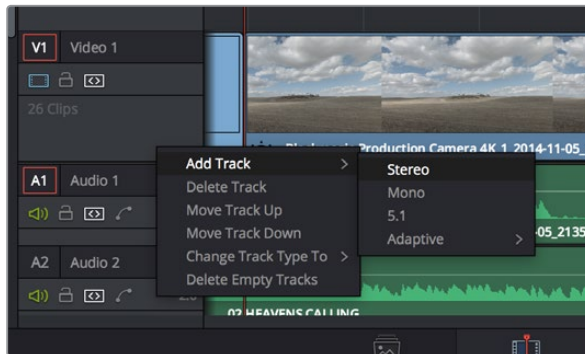 V1 Video 1
26 Clips
Production Camera 4K_1_2014-11-05_
Add Track >
Stereo
Delete Track
Mono
A1 Audio 1
Move Track Up
5.1
Move Track Down
Adaptive >
-05_2135
Change Track Type To >
A2 Audio 2
Delete Empty Tracks
02 HEAVENS CALLING